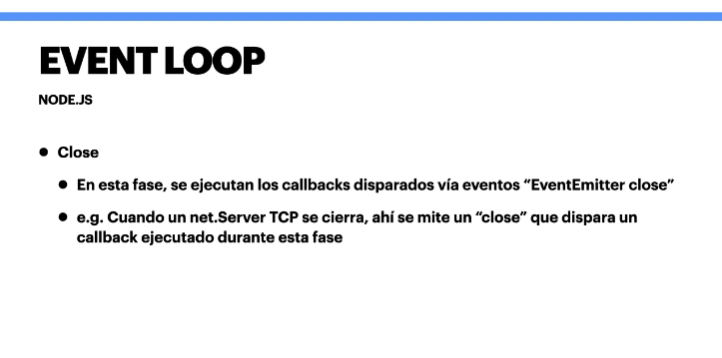 EVENT LOOP
NODE.JS
● Close
● En esta fase, se ejecutan los callbacks disparados vía eventos “EventEmitter close”
● e.g. Cuando un net.Server TCP se cierra, ahí se mite un “close” que dispara un
callback ejecutado durante esta fase